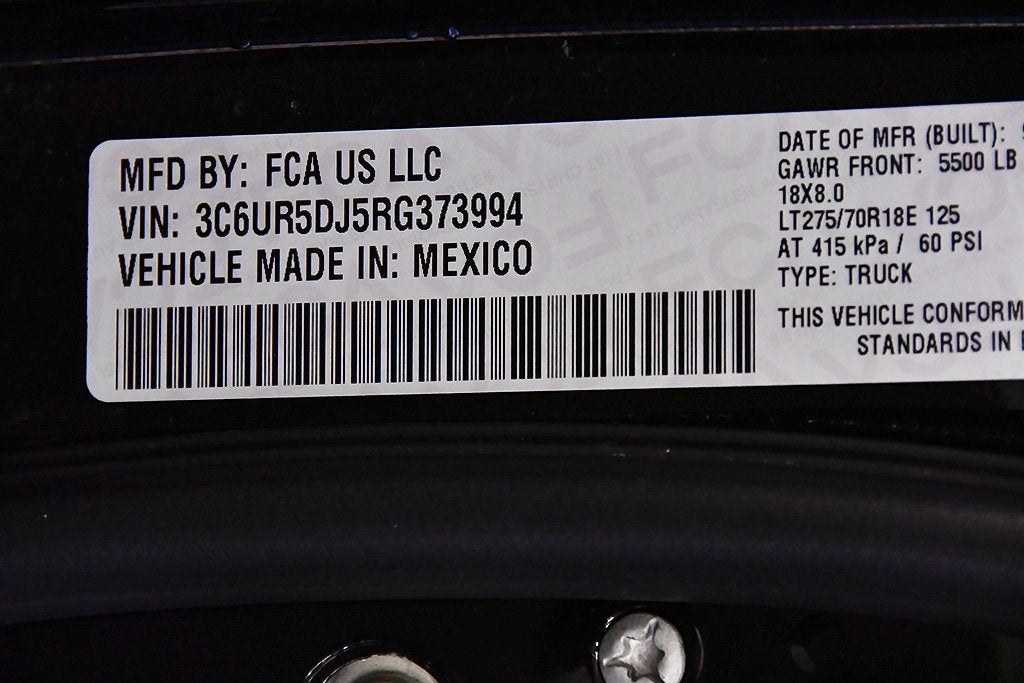 MFD BY: FCA US LLC
VIN: 3C6UR5DJ5RG373994
VEHICLE MADE IN: MEXICO
DATE OF MFR (BUILT):
GAWR FRONT: 5500 LB
18X8.0
LT275/70R18E 125
AT 415 kPa / 60 PSI
TYPE: TRUCK
THIS VEHICLE CONFORM
STANDARDS IN